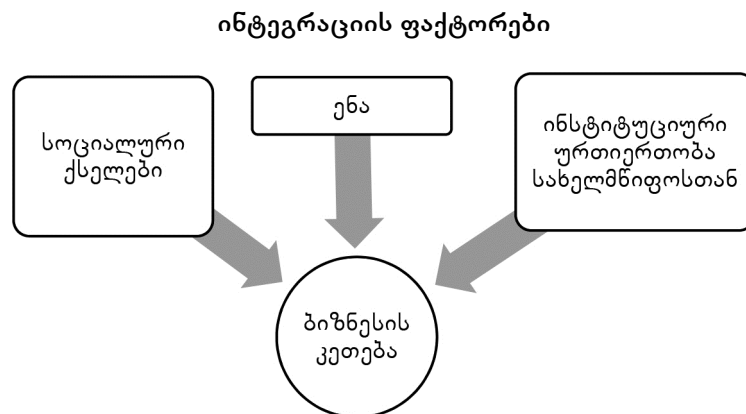 ინტეგრაციის ფაქტორები
სოციალური
ქსელები
ენა
ინსტიტუციური
ურთიერთობა
სახელმწიფოსთან
ბიზნესის
კეთება